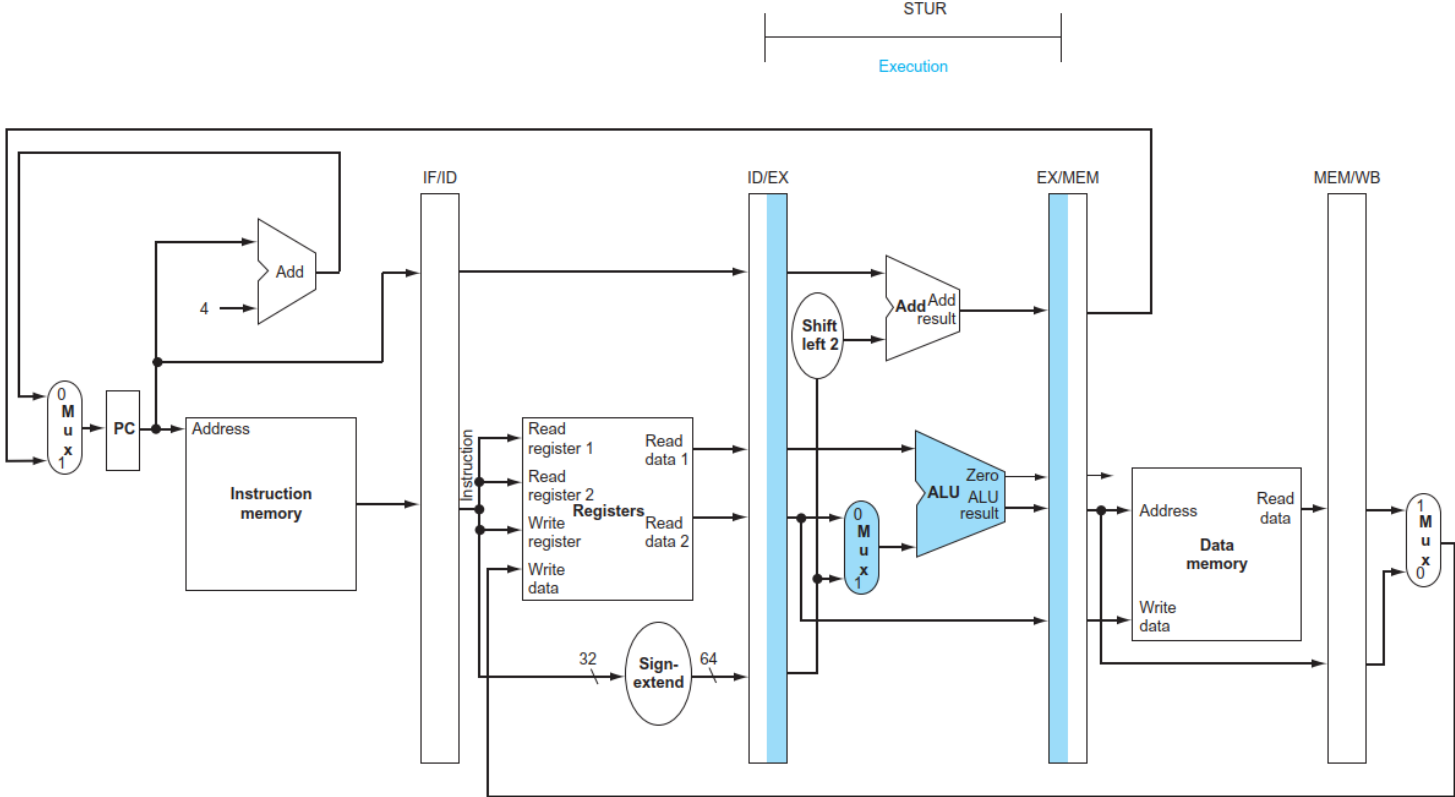 STUR
Execution
IF/ID
ID/EX
EX/MEM
MEM/WB
Add
4
Shift
left 2
Add
Add
result
0
M
u
x
1
PC
Address
Instruction
memory
Instruction
Read
register 1
Read
register 2
Write
register
Write
data
Registers
Read
data 1
Read
data 2
32
Sign-
extend
64
0
M
u
x
1
Zero
ALU
ALU
result
Address
Read
data
Data
memory
Write
data
1
M
u
x
0